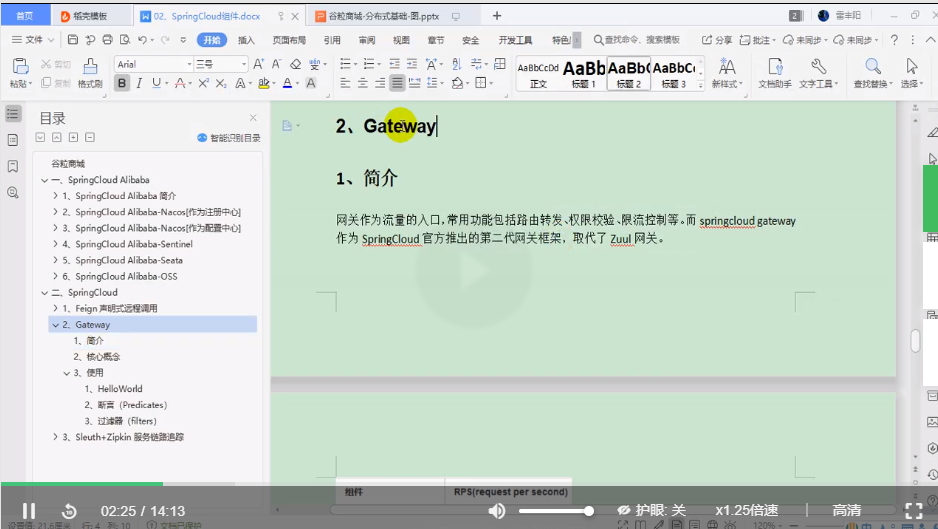 首页
稻壳模板
02. SpringCloud组件.docx
谷粒商城-分布式基础-图.pptx
+
2
雷丰阳
文件
开始
插入
页面布局
引用
审阅
视图
章节
安全
开发工具
特色
查找命令、搜索模板
分享
批注
未同步
未同步
粘贴
剪切
复制
格式刷
Arial
三号
B I U
AaBbCcDd
正文
AaBb
标题 1
AaBb(
标题 2
AaBbC
标题 3
新样式
文档助手
文字工具
查找替换
选择
目录
智能识别目录
谷粒商城
一、SpringCloud Alibaba
1、SpringCloud Alibaba 简介
2、SpringCloud Alibaba-Nacos[作为注册中心]
3、SpringCloud Alibaba-Nacos[作为配置中心]
4、SpringCloud Alibaba-Sentinel
5、SpringCloud Alibaba-Seata
6、SpringCloud Alibaba-OSS
二、SpringCloud
1、Feign 声明式远程调用
2、Gateway
1、简介
2、核心概念
3、使用
1、HelloWorld
2、断言（Predicates）
3、过滤器（filters）
3、Sleuth+Zipkin 服务链路追踪
2、Gateway
1、简介
网关作为流量的入口，常用功能包括路由转发、权限校验、限流控制等。而 springcloud gateway
作为 SpringCloud 官方推出的第二代网关框架，取代了 Zuul 网关。
组件
RPS(request per second)
02:25 / 14:13
护眼: 关
x1.25倍速
高清
行: 4
列: 10
文档已保护
120%